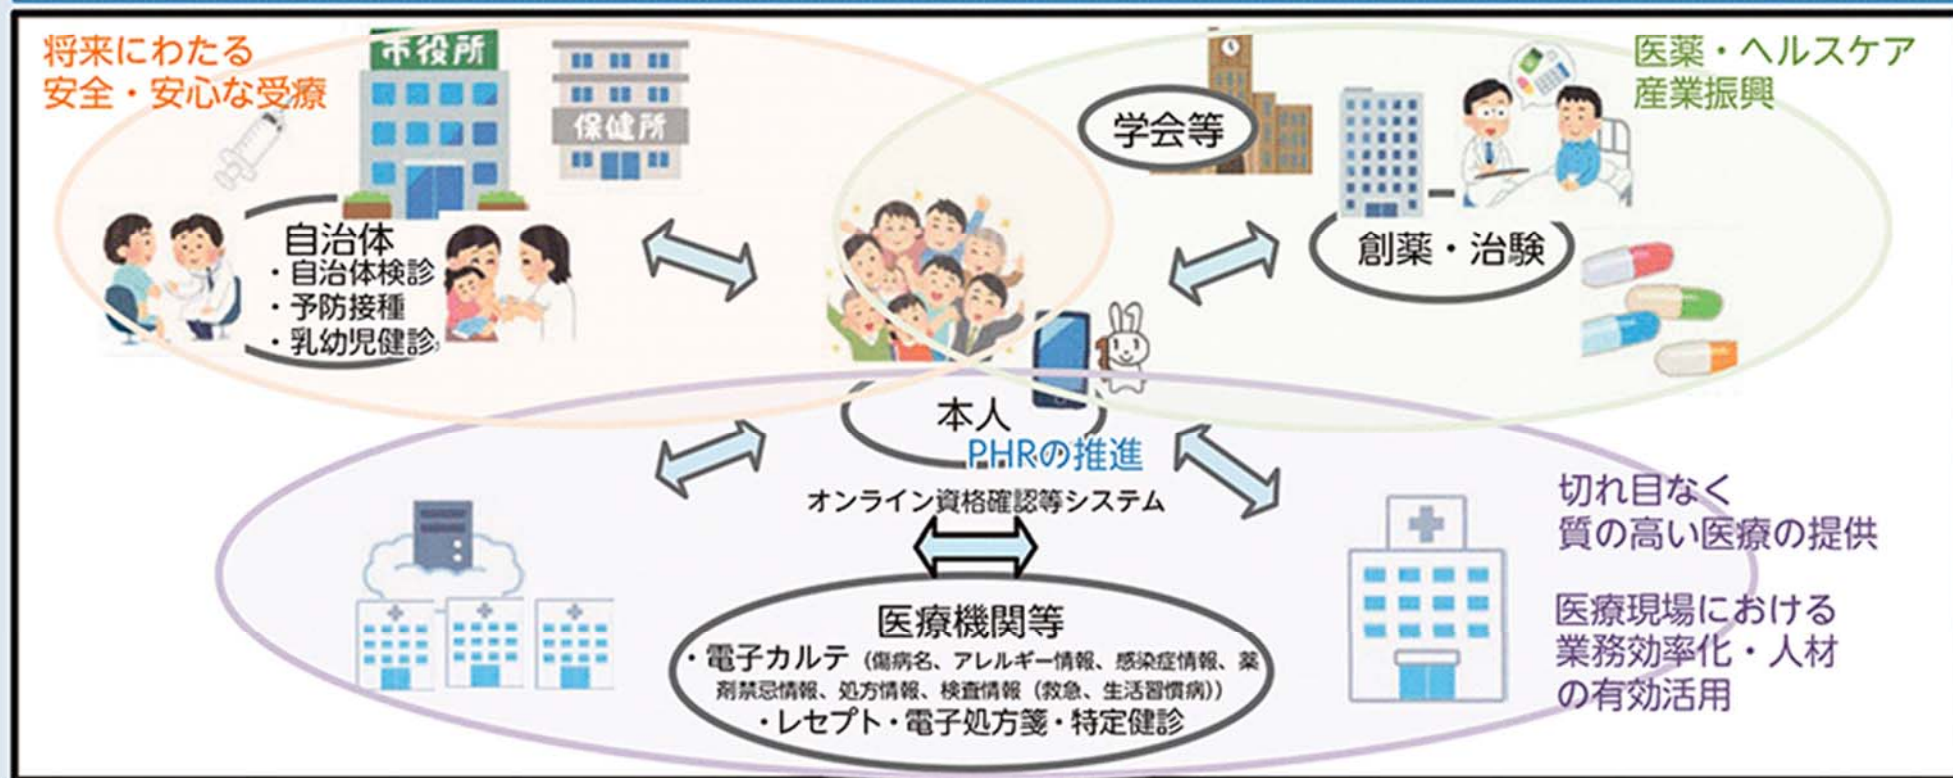 将来にわたる
安全・安心な受療
市役所
保健所
自治体
・自治体検診
・予防接種
・乳幼児健診
医薬・ヘルスケア
産業振興
学会等
創薬・治験
本人
PHRの推進
オンライン資格確認等システム
医療機関等
・電子カルテ（傷病名、アレルギー情報、感染症情報、薬
剤禁忌情報、処方情報、検査情報（救急、生活習慣病））
・レセプト・電子処方箋・特定健診
切れ目なく
質の高い医療の提供
医療現場における
業務効率化・人材
の有効活用